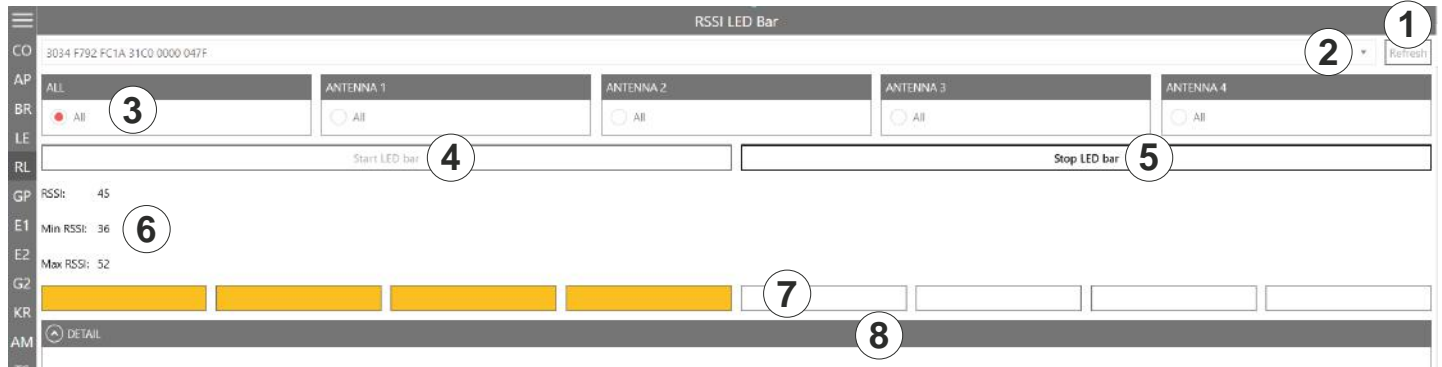 RSSI LED Bar
1
CO
3034 F792 FC1A 31C0 0000 047F
2
Refresh
AP
ALL
ANTENNA 1
ANTENNA 2
ANTENNA 3
ANTENNA 4
BR
All
3
All
All
All
All
LE
Start LED bar
4
Stop LED bar
5
RL
GP
RSSI: 45
E1
Min RSSI: 36
6
E2
Max RSSI: 52
G2
7
KR
AM
DETAIL
8